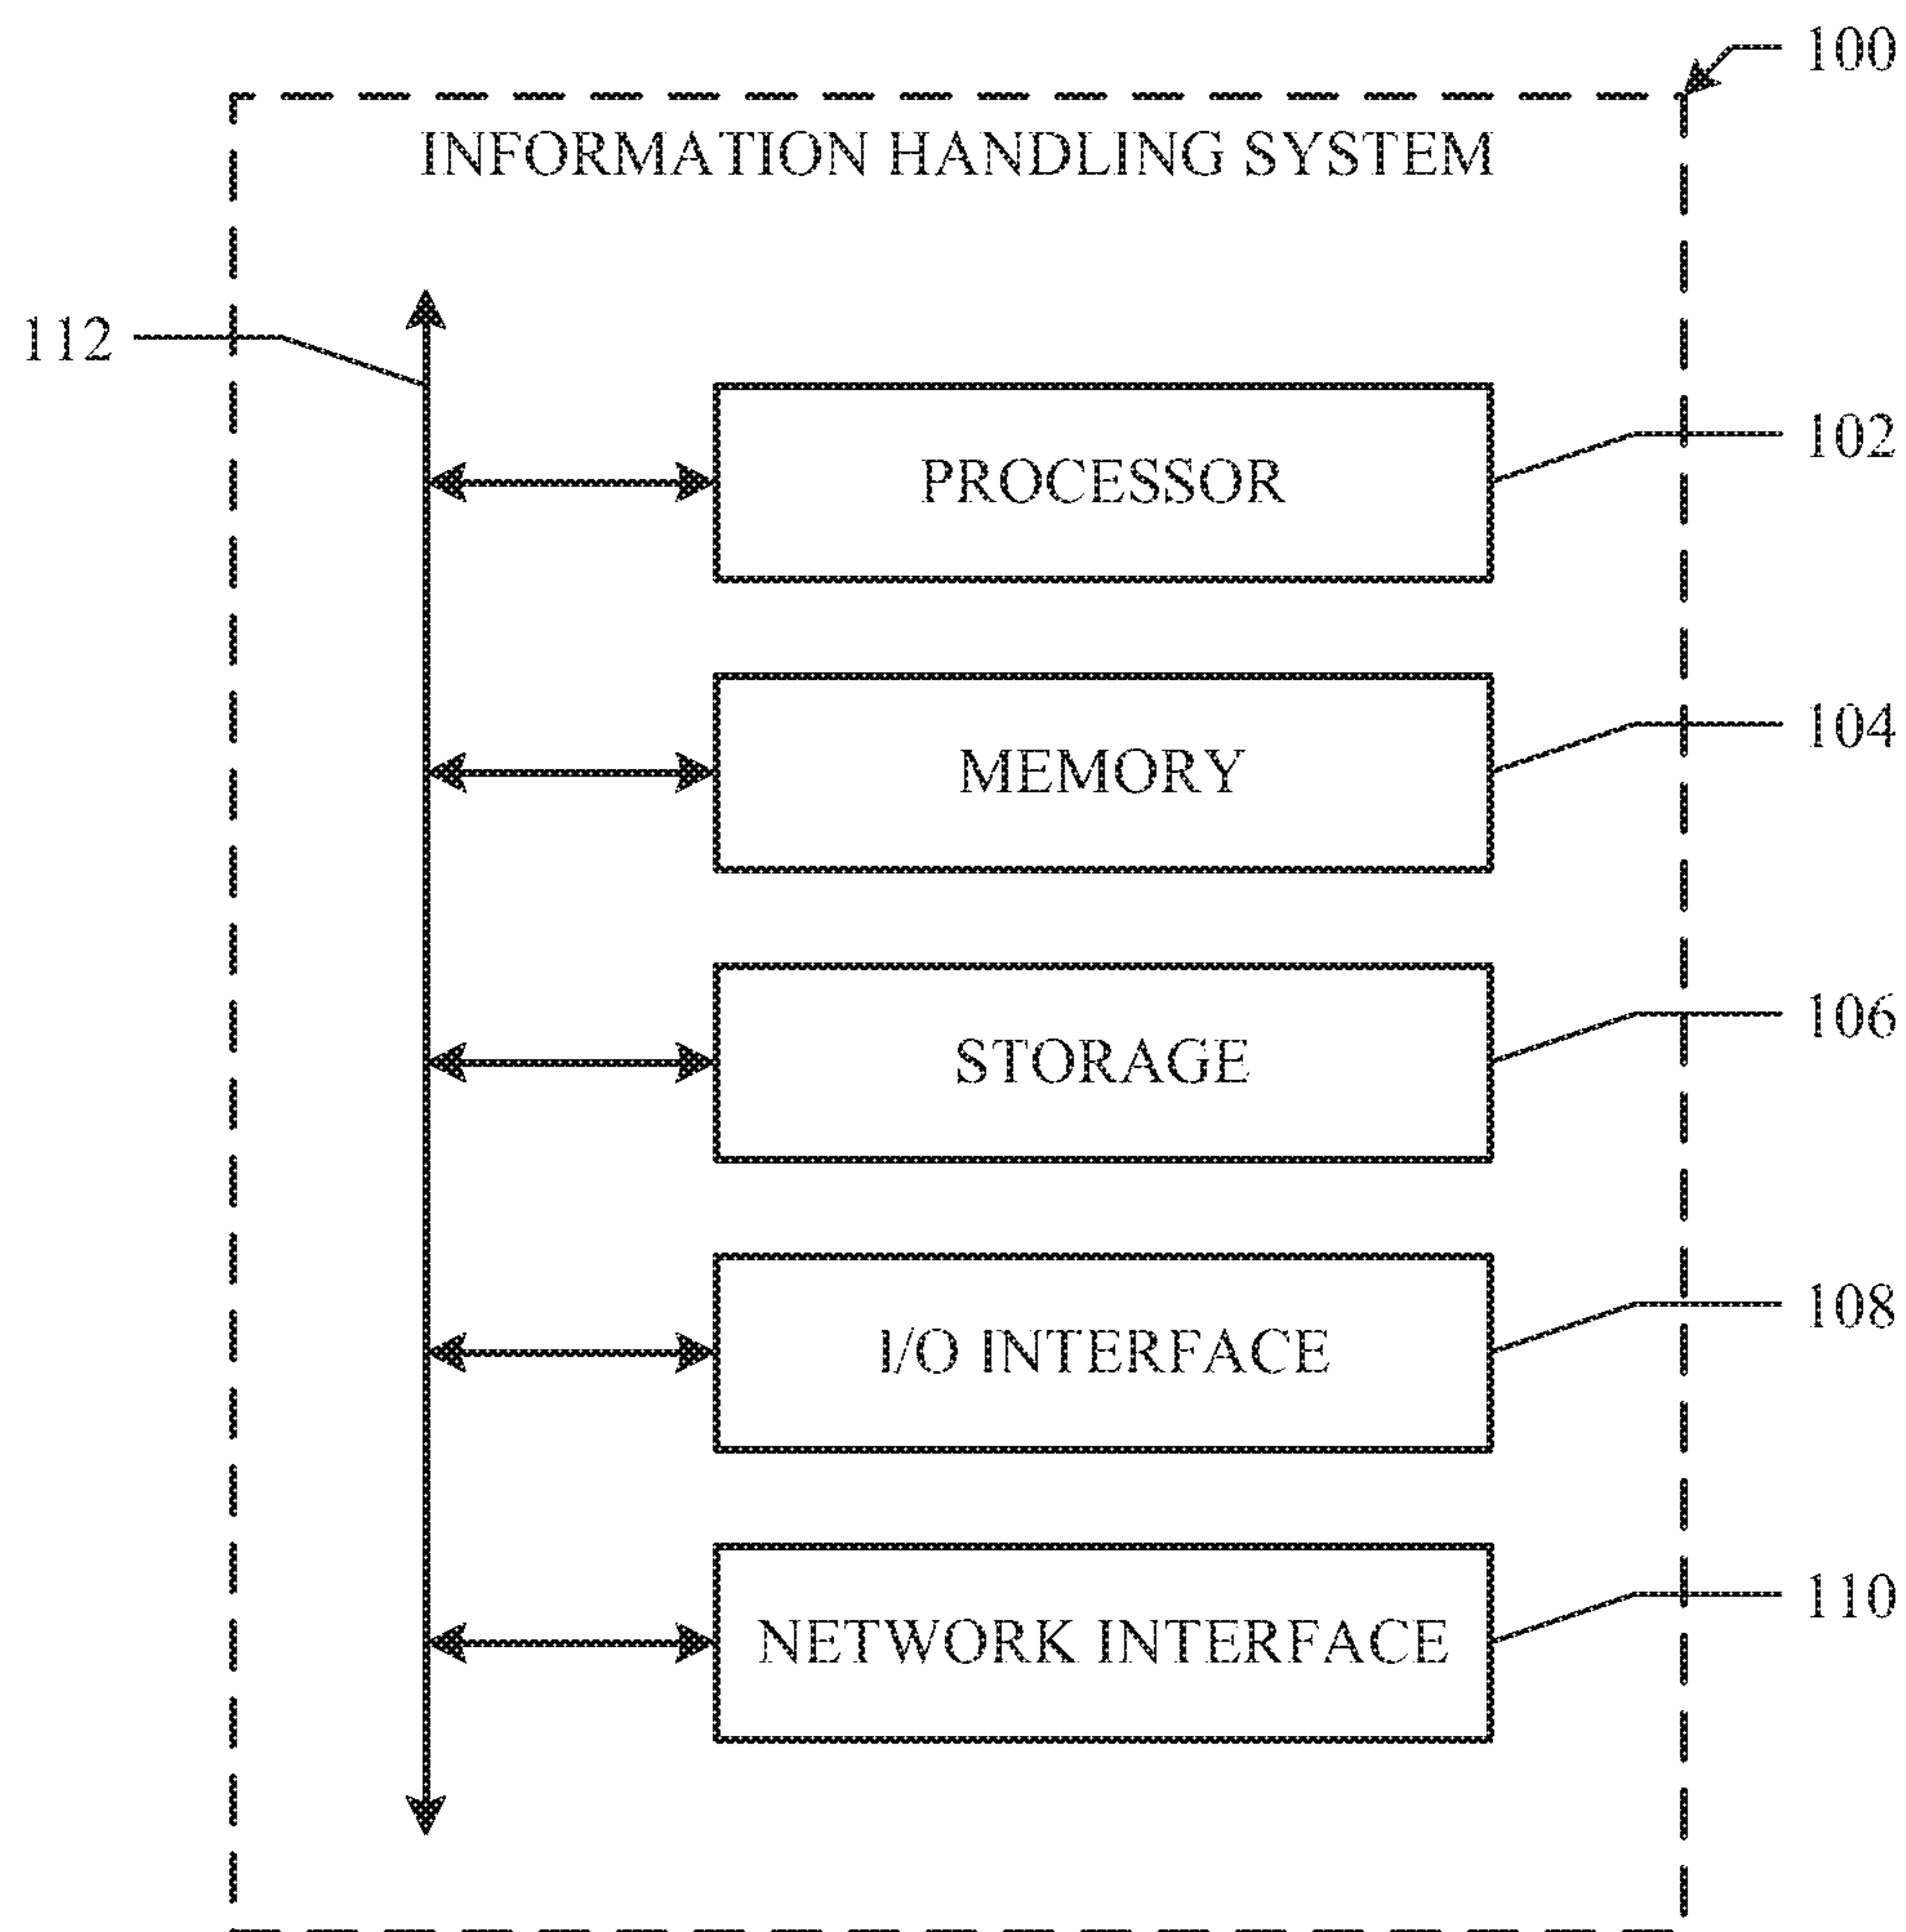 100
INFORMATION HANDLING SYSTEM
112
PROCESSOR
102
MEMORY
104
STORAGE
106
I/O INTERFACE
108
NETWORK INTERFACE
110